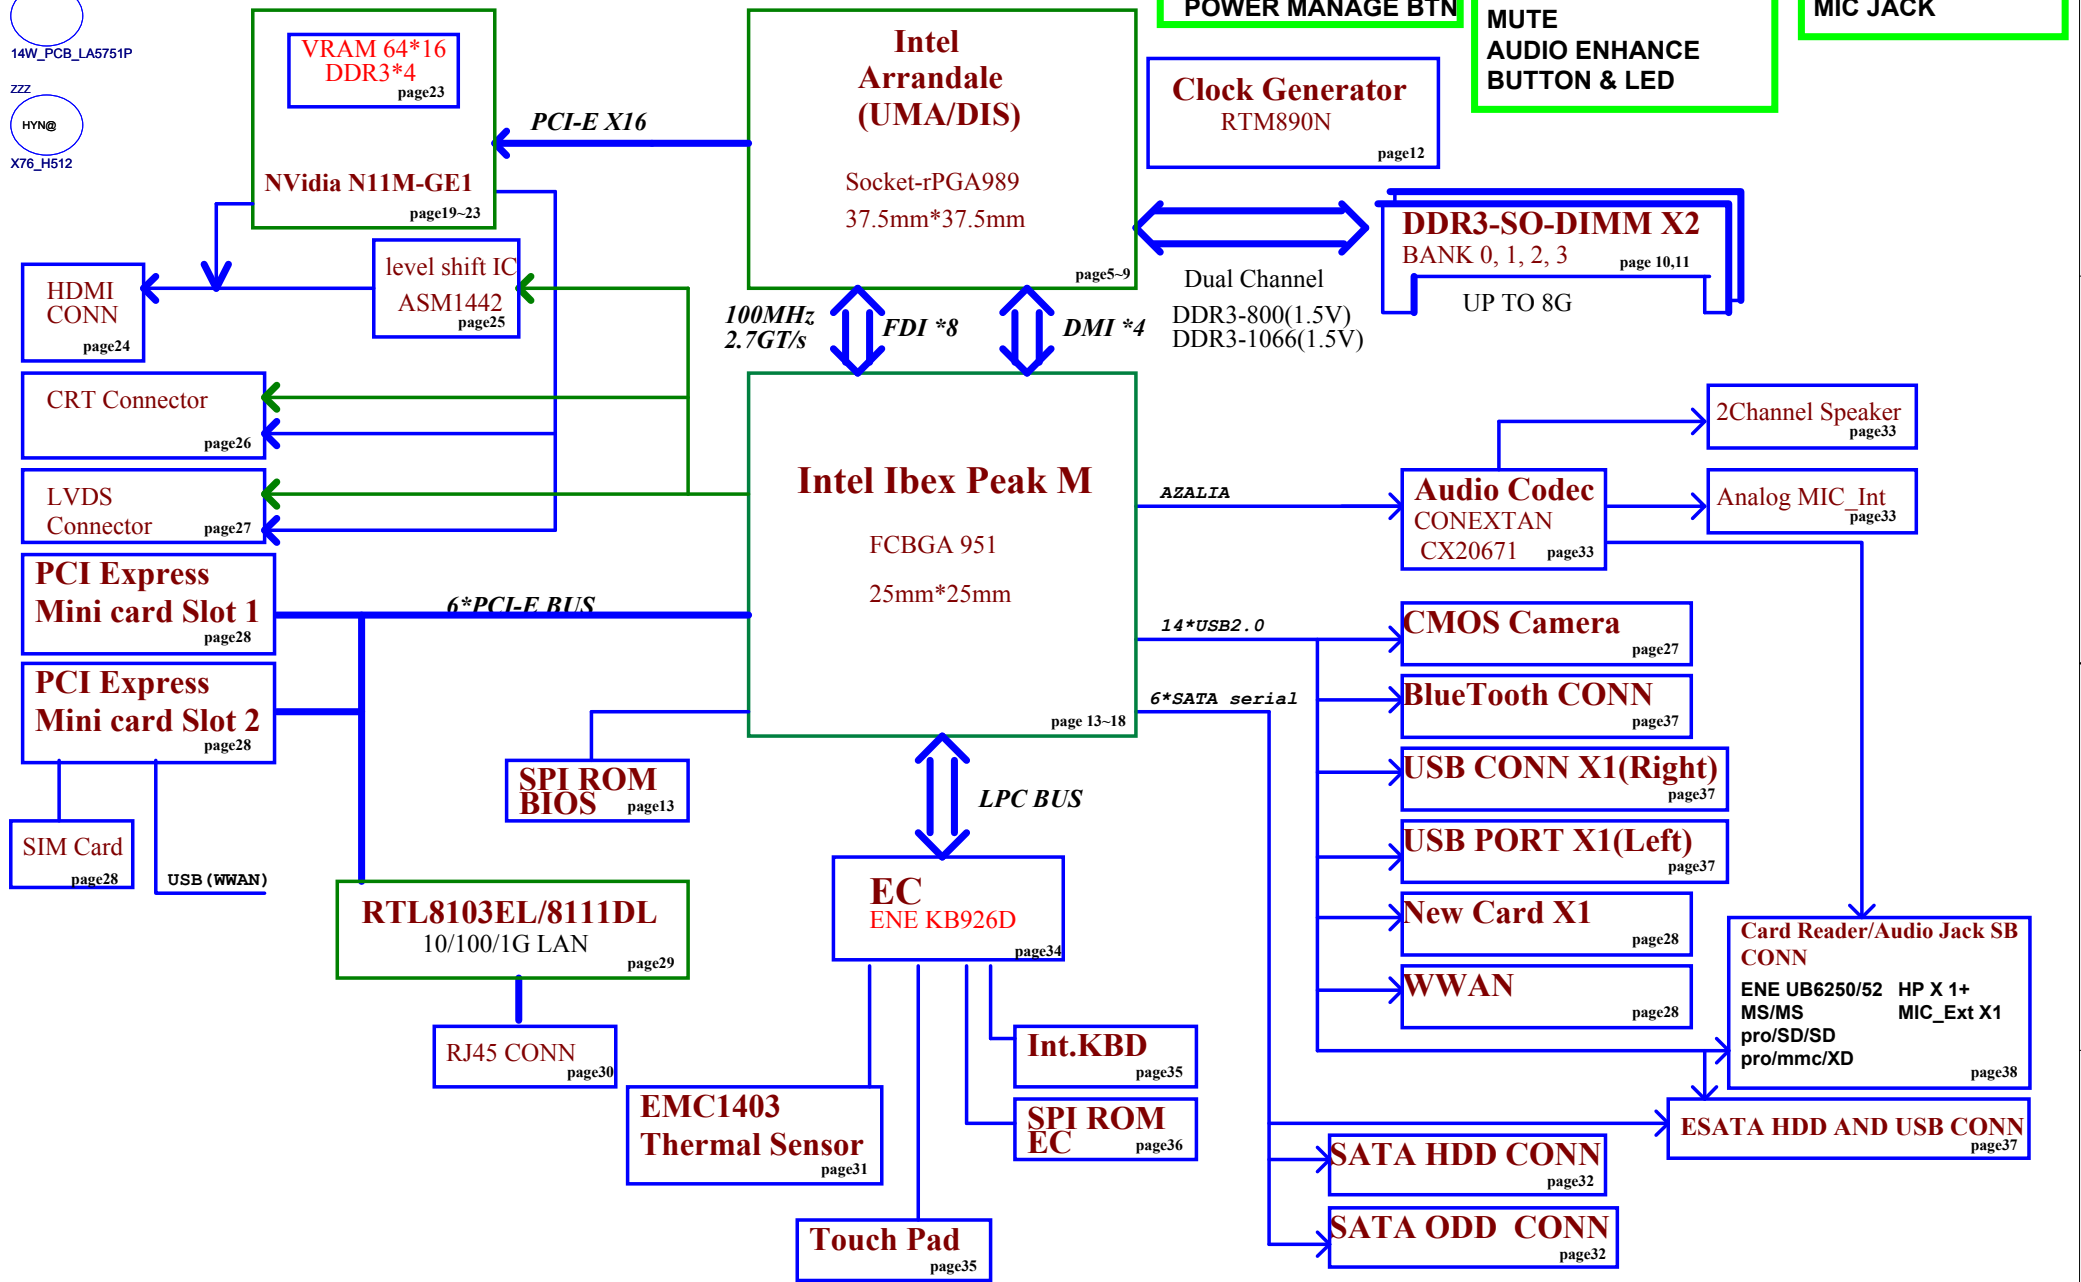 POWER MANAGE BTN
MUTE
AUDIO ENHANCE
BUTTON & LED
MIC JACK
14W_PCB_LA5751P
ZZZ
HYN@
X76_H512
VRAM 64*16
DDR3*4
page23
NVidia N11M-GE1
page19~23
PCI-E X16
Intel
Arrandale
(UMA/DIS)
Socket-rPGA989
37.5mm*37.5mm
page5~9
Clock Generator
RTM890N
page12
DDR3-SO-DIMM X2
BANK 0, 1, 2, 3
page 10,11
UP TO 8G
Dual Channel
DDR3-800(1.5V)
DDR3-1066(1.5V)
HDMI
CONN
page24
level shift IC
ASM1442
page25
100MHz
2.7GT/s
FDI *8
DMI *4
CRT Connector
page26
LVDS
Connector
page27
PCI Express
Mini card Slot 1
page28
PCI Express
Mini card Slot 2
page28
6*PCI-E BUS
SIM Card
page28
USB(WWAN)
Intel Ibex Peak M
FCBGA 951
25mm*25mm
page 13~18
SPI ROM
BIOS
page13
LPC BUS
RTL8103EL/8111DL
10/100/1G LAN
page29
RJ45 CONN
page30
EC
ENE KB926D
page34
EMC1403
Thermal Sensor
page31
Int.KBD
page35
SPI ROM
EC
page36
Touch Pad
page35
AZALIA
14*USB2.0
6*SATA serial
2Channel Speaker
page33
Audio Codec
CONEXTAN
CX20671
page33
Analog MIC_Int
page33
CMOS Camera
page27
BlueTooth CONN
page37
USB CONN X1(Right)
page37
USB PORT X1(Left)
page37
New Card X1
page28
WWAN
page28
Card Reader/Audio Jack SB
CONN
ENE UB6250/52 HP X 1+
MS/MS MIC_Ext X1
pro/SD/SD
pro/mmc/XD
page38
ESATA HDD AND USB CONN
page37
SATA HDD CONN
page32
SATA ODD CONN
page32